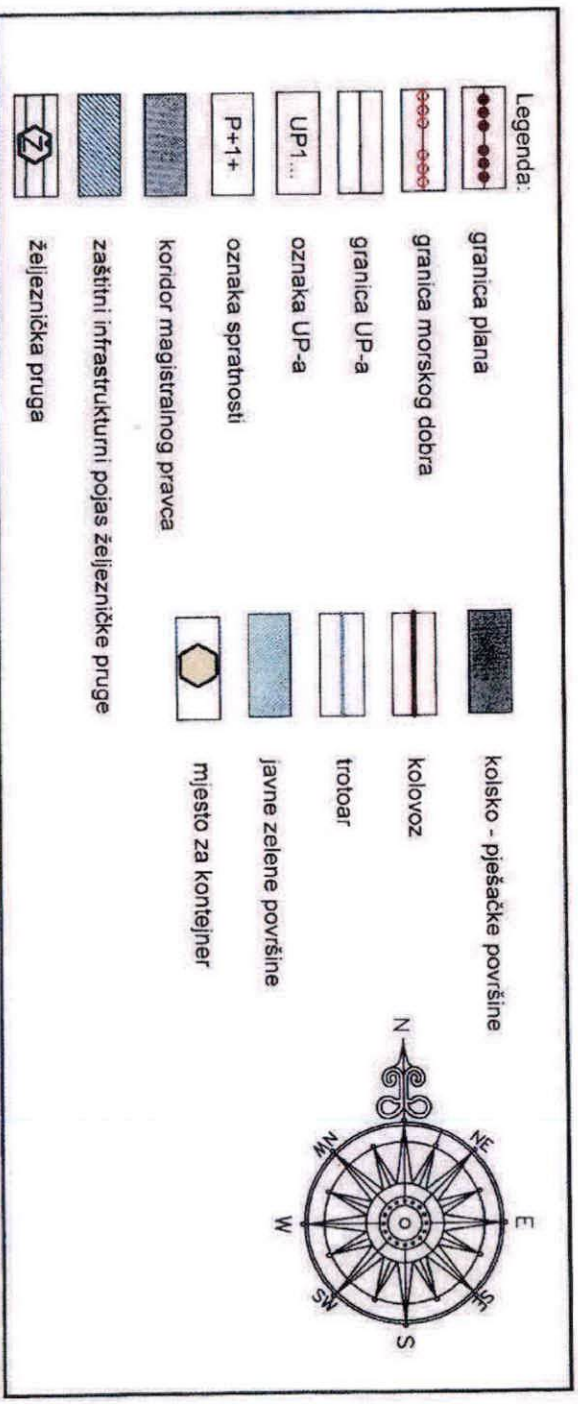 Legenda:
granica plana
granica morskog dobra
granica UP-a
UP1... oznaka UP-a
P+1+ oznaka spratnosti
koridor magistralnog pravca
zaštitni infrastrukturni pojas željezničke pruge
Ž željeznička pruga
kolsko - pješačke površine
kolovoz
trotoar
javne zelene površine
mjesto za kontejner
N
NE
E
SE
S
SW
W
NW